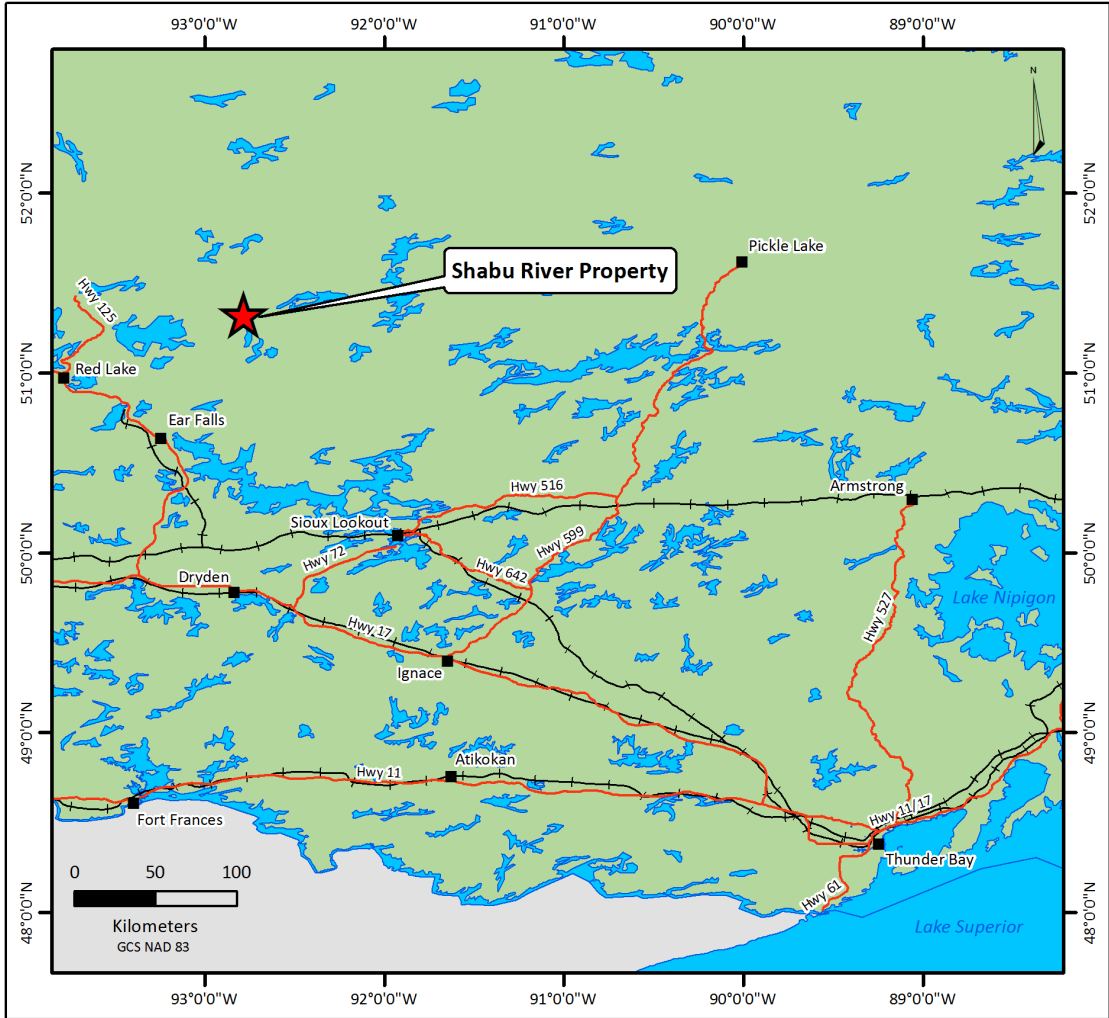 93°0'0"W
92°0'0"W
91°0'0"W
90°0'0"W
89°0'0"W
N
52°0'0"N
52°0'0"N
Pickle Lake
Shabu River Property
Hwy 125
51°0'0"N
Red Lake
51°0'0"N
Ear Falls
Hwy 516
Armstrong
Sioux Lookout
Hwy 599
50°0'0"N
Hwy 72
50°0'0"N
Hwy 642
Dryden
Lake Nipigon
Hwy 527
Hwy 17
Ignace
49°0'0"N
49°0'0"N
Atikokan
Hwy 11
Hwy 11/17
Fort Frances
Thunder Bay
0
50
100
Hwy 61
48°0'0"N
Kilometers
48°0'0"N
Lake Superior
GCS NAD 83
93°0'0"W
92°0'0"W
91°0'0"W
90°0'0"W
89°0'0"W